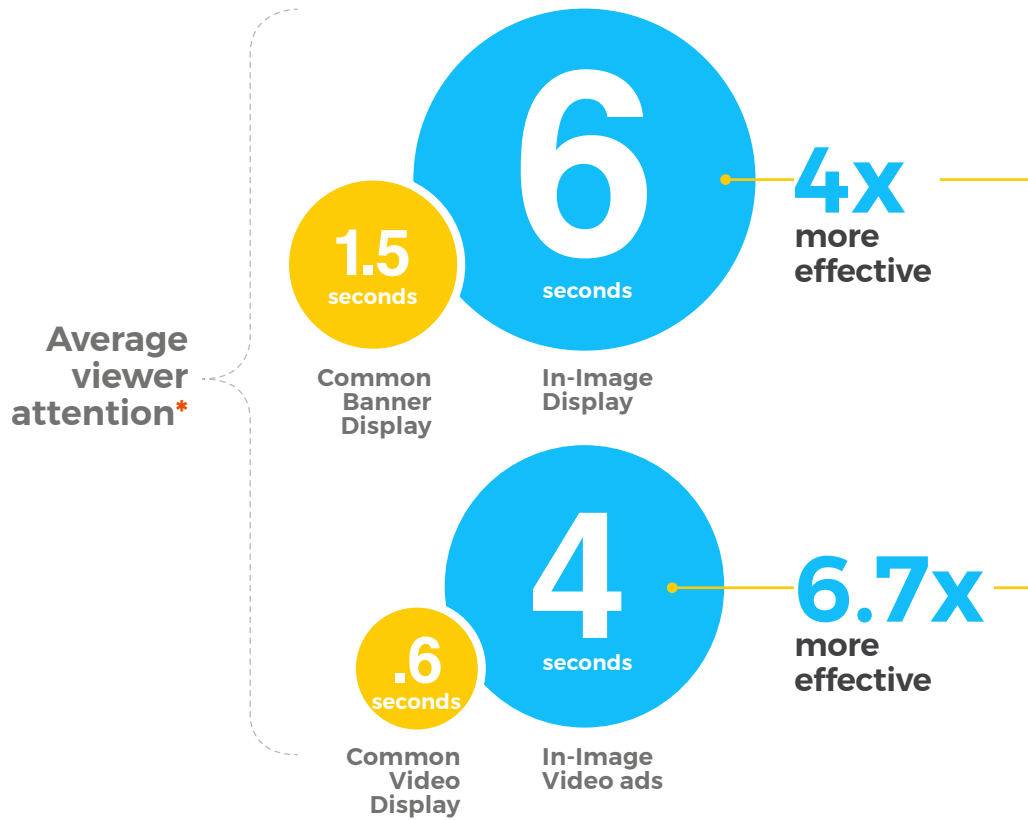 Average
viewer
attention*
1.5
seconds
Common
Banner
Display
6
seconds
In-Image
Display
4x
more
effective
.6
seconds
Common
Video
Display
4
seconds
In-Image
Video ads
6.7x
more
effective